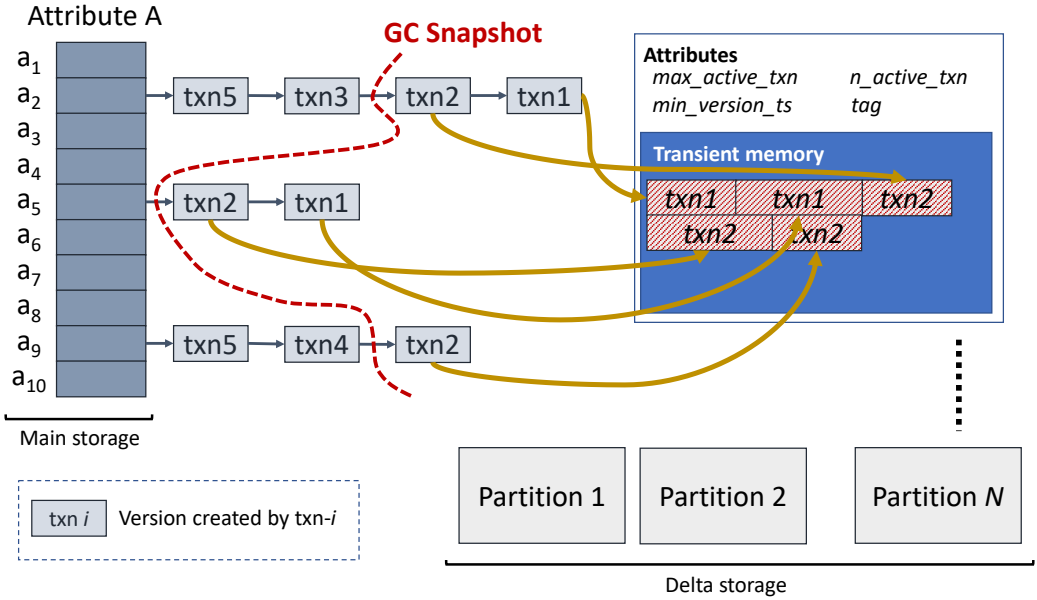 Attribute A
GC Snapshot
a1
a2
a3
a4
a5
a6
a7
a8
a9
a10
txn5 txn3 txn2 txn1
txn2 txn1
txn5 txn4 txn2
Main storage
txn i Version created by txn-i
Attributes
max_active_txn n_active_txn
min_version_ts tag
Transient memory
txn1 txn1 txn2
txn2 txn2
Partition 1 Partition 2 Partition N
Delta storage